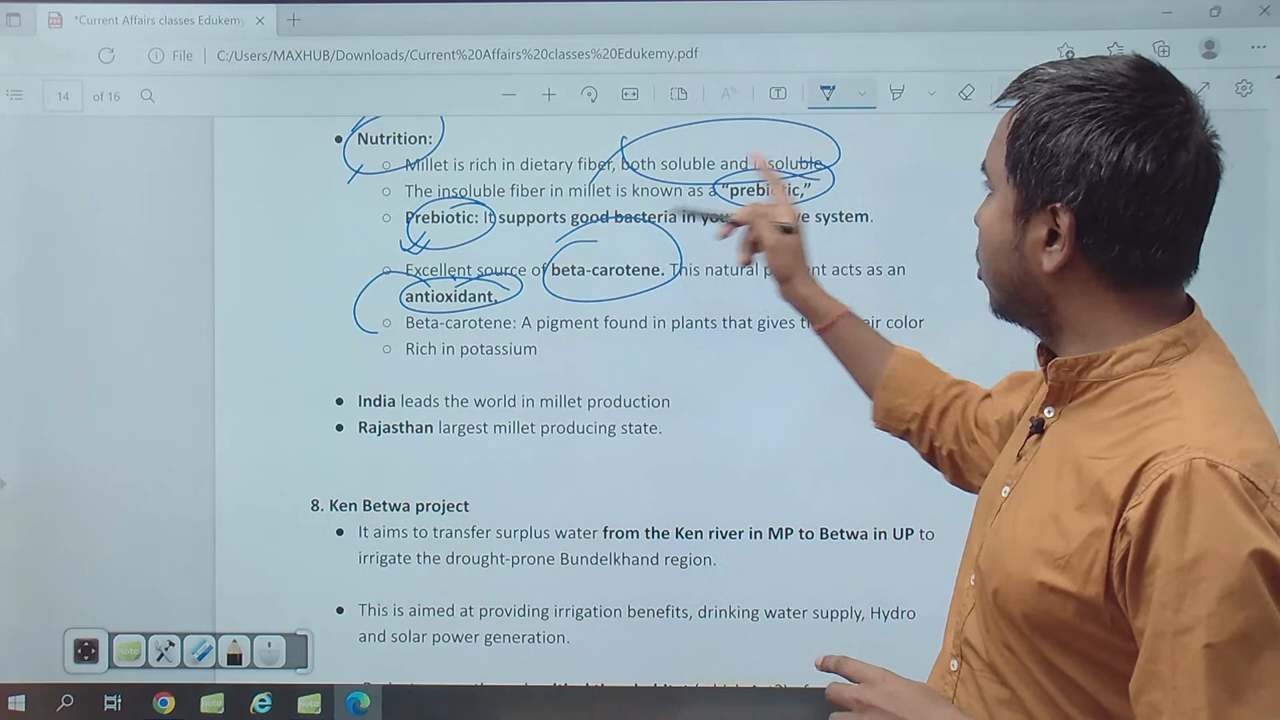 *Current Affairs classes Edukemy
File C:/Users/MAXHUB/Downloads/Current%20Affairs%20classes%20Edukemy.pdf
14 of 16
• Nutrition:
○ Millet is rich in dietary fiber, both soluble and insoluble
○ The insoluble fiber in millet is known as a “prebiotic,”
○ Prebiotic: It supports good bacteria in system.
○ Excellent source of beta-carotene. This natural acts as an
antioxidant,
○ Beta-carotene: A pigment found in plants that gives color
○ Rich in potassium
• India leads the world in millet production
• Rajasthan largest millet producing state.
8. Ken Betwa project
• It aims to transfer surplus water from the Ken river in MP to Betwa in UP to
irrigate the drought-prone Bundelkhand region.
• This is aimed at providing irrigation benefits, drinking water supply, Hydro
and solar power generation.